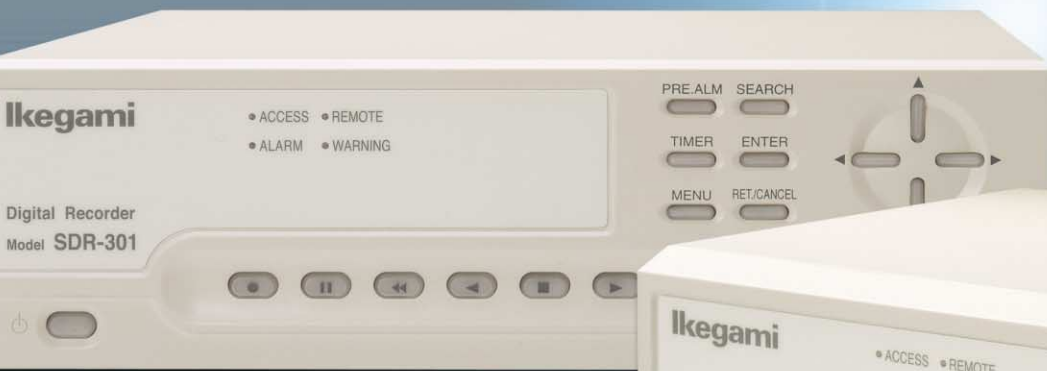 Ikegami
ACCESS REMOTE
ALARM WARNING
Digital Recorder
Model SDR-301
PRE.ALM SEARCH
TIMER ENTER
MENU RET./CANCEL
Ikegami
ACCESS REMOTE